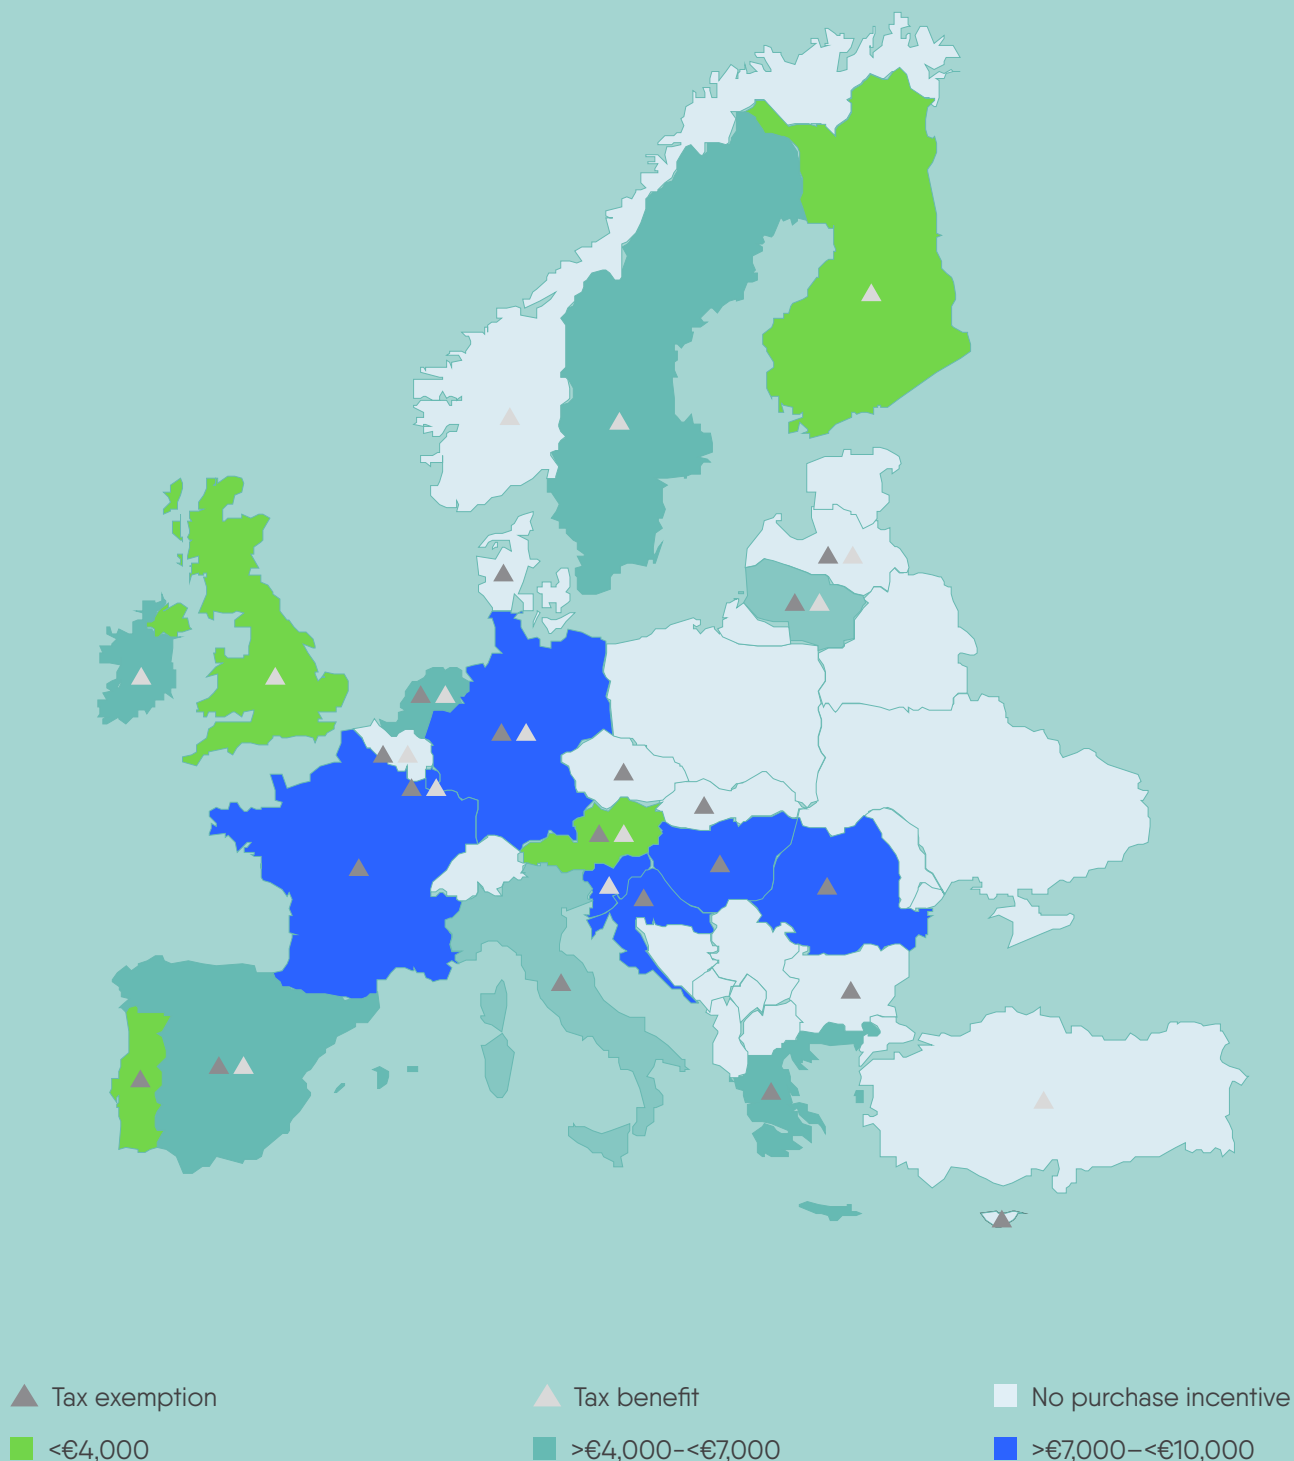 Tax exemption
Tax benefit
No purchase incentive
<€4,000
>€4,000-<€7,000
>€7,000–<€10,000